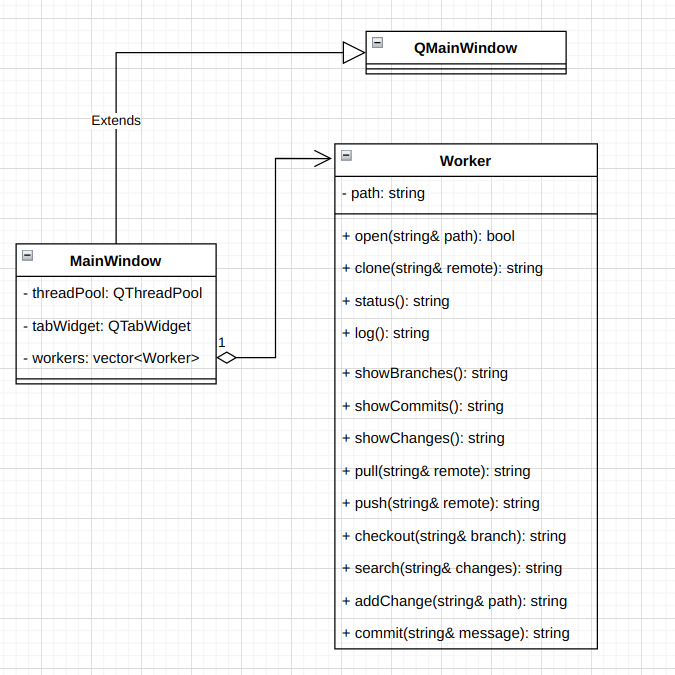 QMainWindow
Extends
Worker
- path: string
+ open(string& path): bool
+ clone(string& remote): string
+ status(): string
+ log(): string
+ showBranches(): string
+ showCommits(): string
+ showChanges(): string
+ pull(string& remote): string
+ push(string& remote): string
+ checkout(string& branch): string
+ search(string& changes): string
+ addChange(string& path): string
+ commit(string& message): string
MainWindow
- threadPool: QThreadPool
- tabWidget: QTabWidget
- workers: vector<Worker>
1